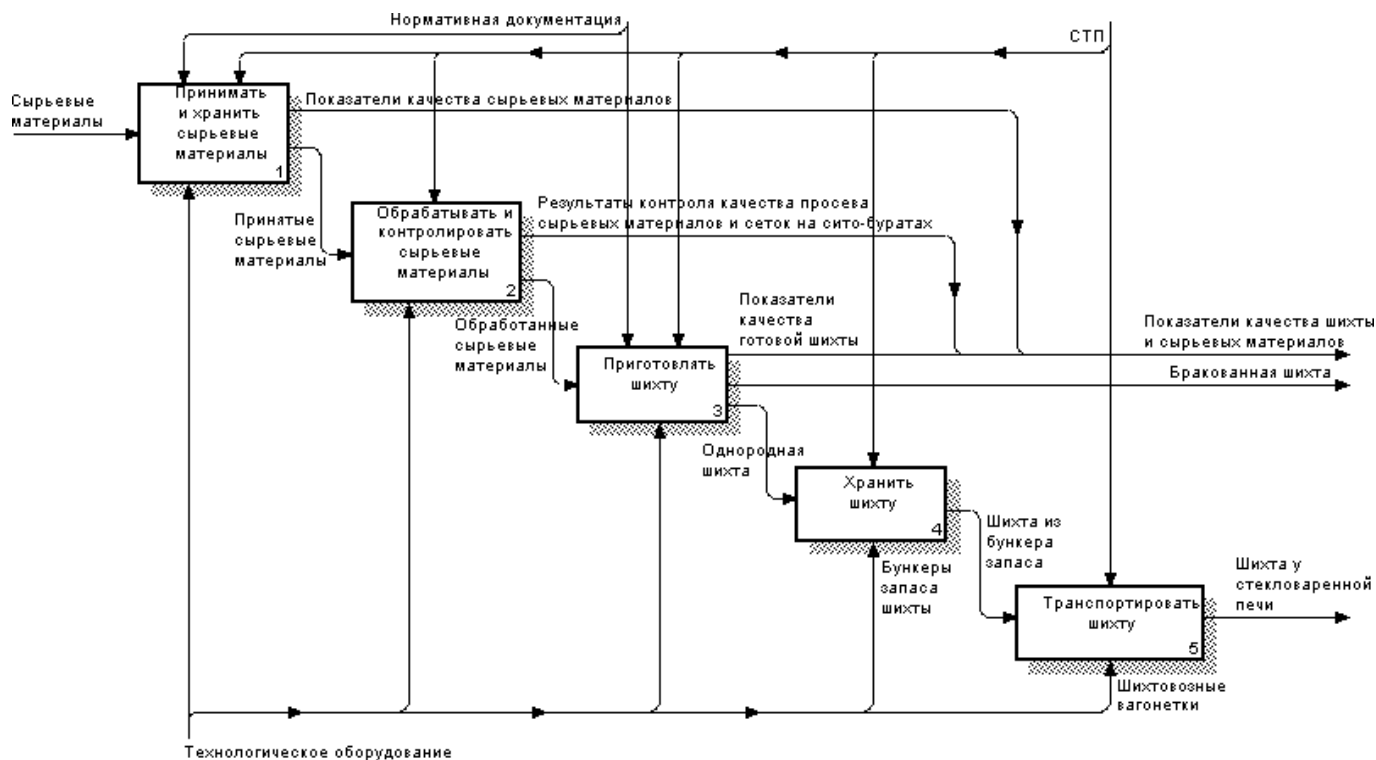 Нормативная документация
СТП
Сырьевые
материалы
Принимать
и хранить
сырьевые
материалы
1
Показатели качества сырьевых материалов
Принятые
сырьевые
материалы
Обрабатывать и
контролировать
сырьевые
материалы
2
Результаты контроля качества просева
сырьевых материалов и сеток на сито-буратах
Обработанные
сырьевые
материалы
Показатели
качества
готовой шихты
Показатели качества шихты
и сырьевых материалов
Бракованная шихта
Приготовлять
шихту
3
Однородная
шихта
Хранить
шихту
4
Шихта из
бункера
запаса
Бункеры
запаса
шихты
Шихта у
стекловаренной
печи
Транспортировать
шихту
5
Шихтовозные
вагонетки
Технологическое оборудование